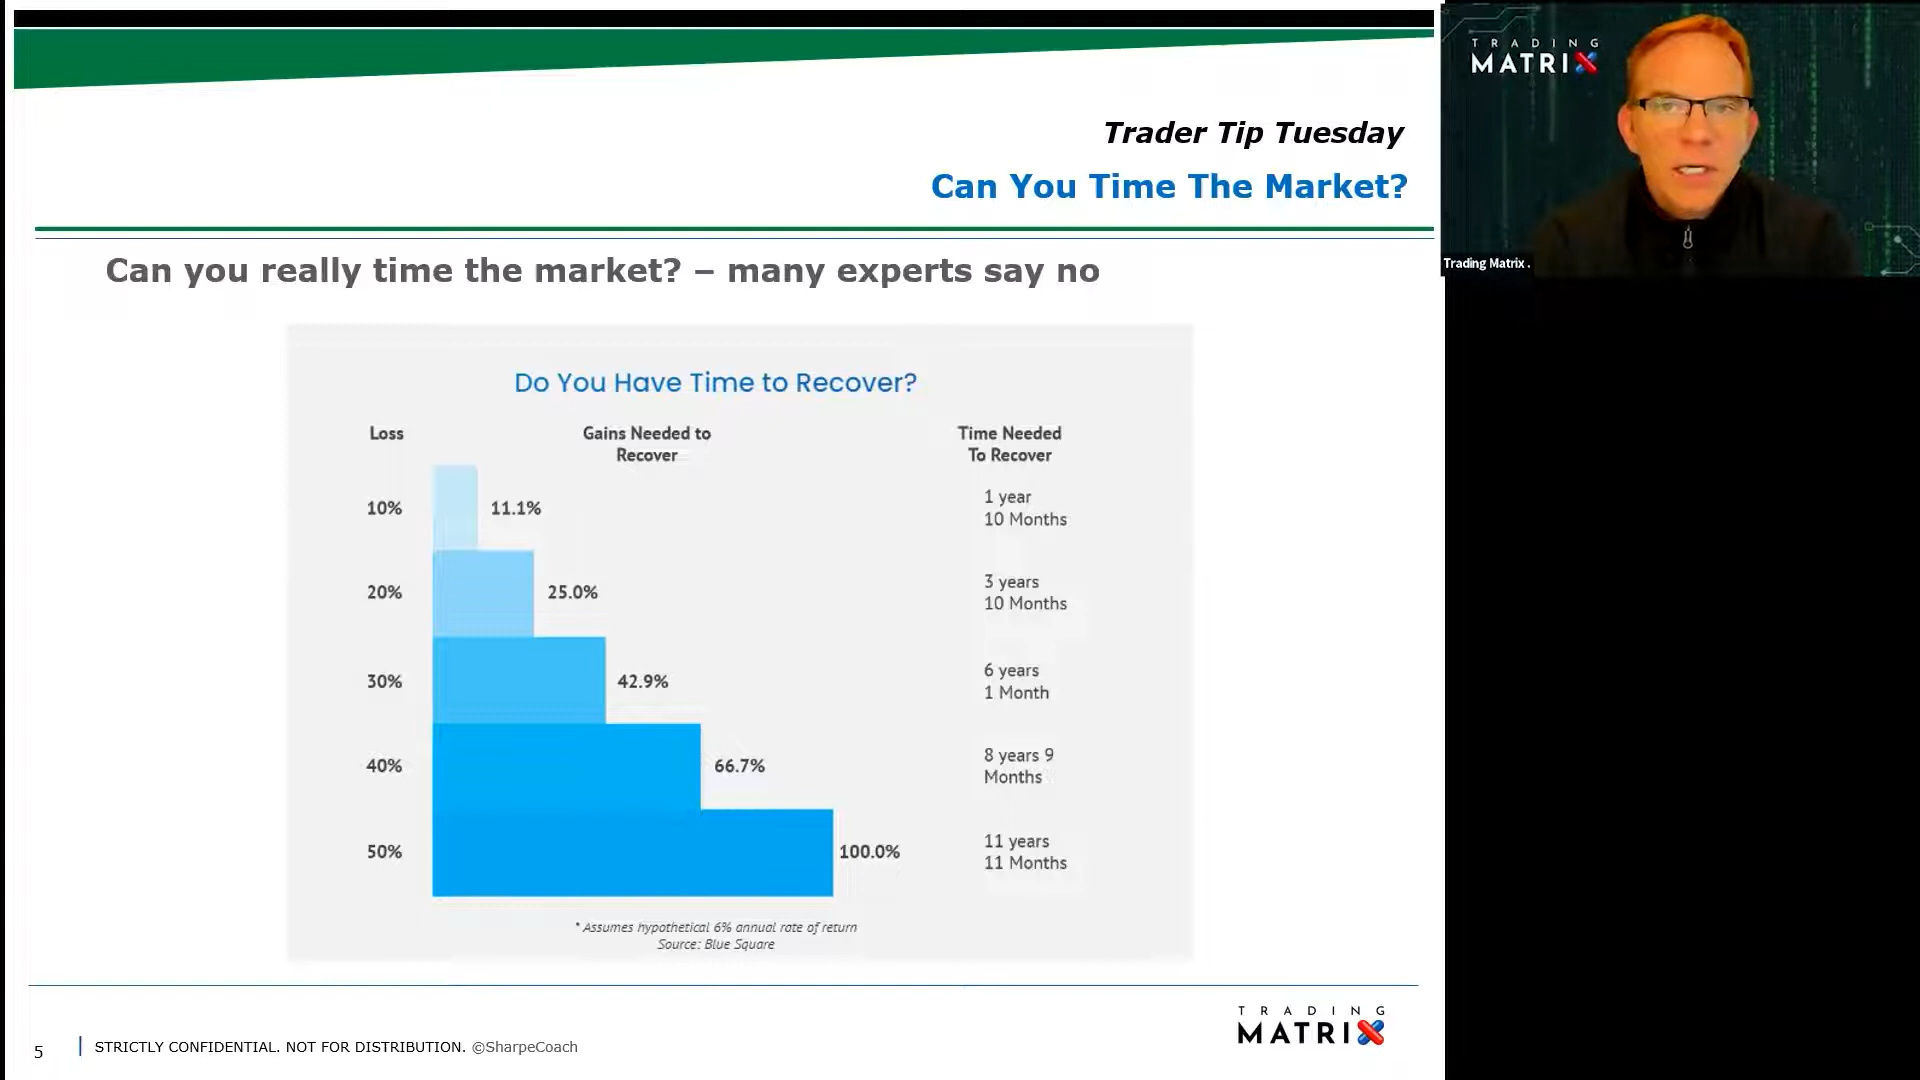 Trader Tip Tuesday
Can You Time The Market?
Can you really time the market? – many experts say no
Do You Have Time to Recover?
Loss
Gains Needed to
Recover
Time Needed
To Recover
10%
11.1%
1 year
10 Months
20%
25.0%
3 years
10 Months
30%
42.9%
6 years
1 Month
40%
66.7%
8 years 9
Months
50%
100.0%
11 years
11 Months
* Assumes hypothetical 6% annual rate of return
Source: Blue Square
5
STRICTLY CONFIDENTIAL. NOT FOR DISTRIBUTION. ©SharpeCoach
TRADING
MATRIX
TRADING
MATRIX
Trading Matrix .